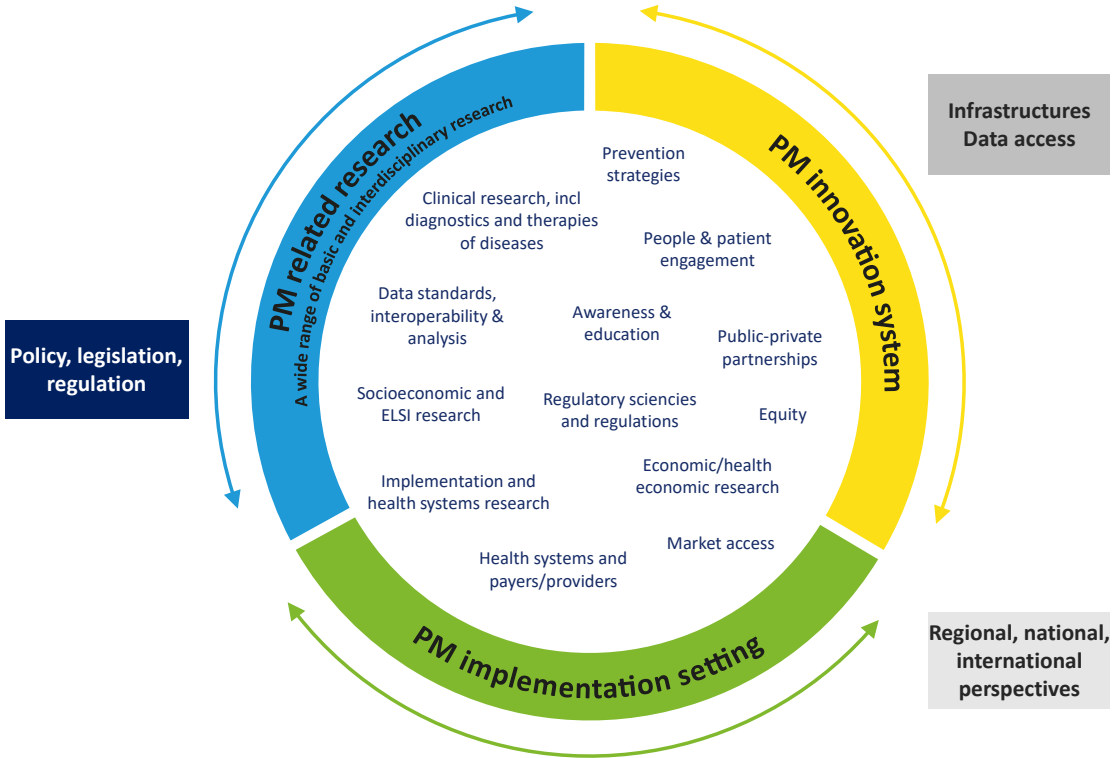 PM related research
A wide range of basic and interdisciplinary research
PM innovation system
Infrastructures
Data access
Prevention
strategies
Clinical research, incl
diagnostics and therapies
of diseases
People & patient
engagement
Data standards,
interoperability &
analysis
Awareness &
education
Public-private
partnerships
Policy, legislation,
regulation
Socioeconomic and
ELSI research
Regulatory sciencies
and regulations
Equity
Implementation and
health systems research
Economic/health
economic research
Market access
Health systems and
payers/providers
PM implementation setting
Regional, national,
international
perspectives